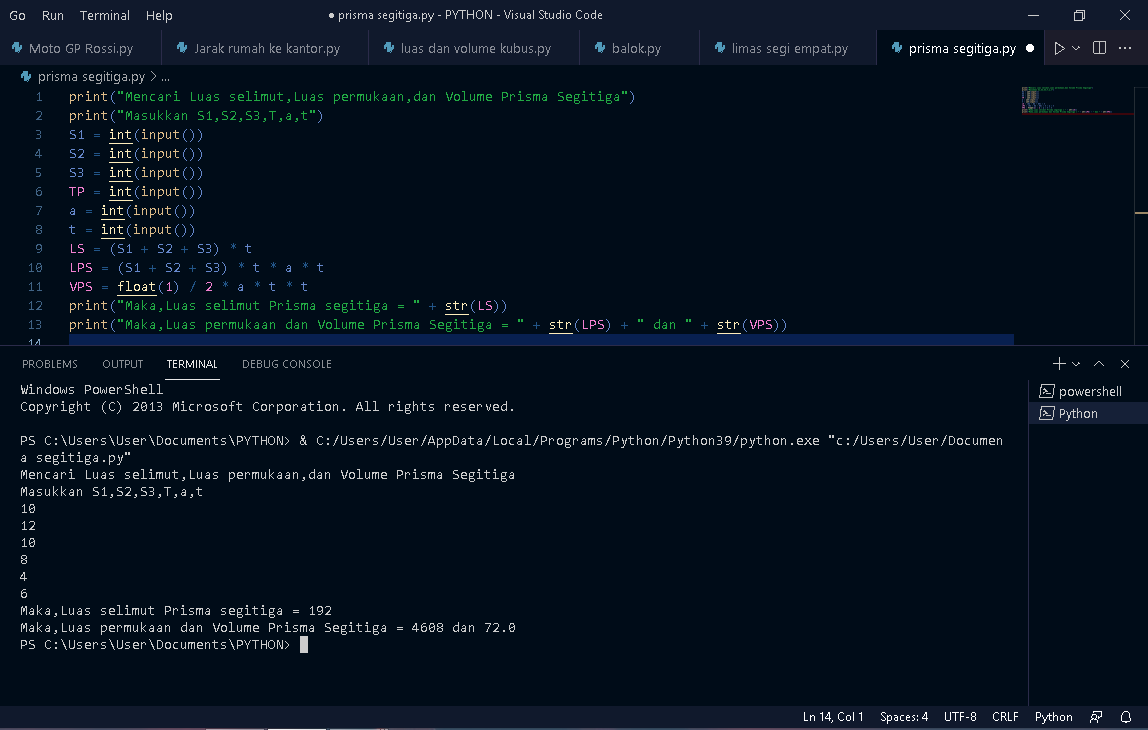 Go Run Terminal Help ● prisma segitiga.py - PYTHON - Visual Studio Code
Moto GP Rossi.py Jarak rumah ke kantor.py luas dan volume kubus.py balok.py limas segi empat.py prisma segitiga.py ●
prisma segitiga.py > ...
1 print("Mencari Luas selimut,Luas permukaan,dan Volume Prisma Segitiga")
2 print("Masukkan S1,S2,S3,T,a,t")
3 S1 = int(input())
4 S2 = int(input())
5 S3 = int(input())
6 TP = int(input())
7 a = int(input())
8 t = int(input())
9 LS = (S1 + S2 + S3) * t
10 LPS = (S1 + S2 + S3) * t * a * t
11 VPS = float(1) / 2 * a * t * t
12 print("Maka,Luas selimut Prisma segitiga = " + str(LS))
13 print("Maka,Luas permukaan dan Volume Prisma Segitiga = " + str(LPS) + " dan " + str(VPS))
14
PROBLEMS OUTPUT TERMINAL DEBUG CONSOLE
Windows PowerShell
Copyright (C) 2013 Microsoft Corporation. All rights reserved.
PS C:\Users\User\Documents\PYTHON> & C:/Users/User/AppData/Local/Programs/Python/Python39/python.exe "c:/Users/User/Documen
a segitiga.py"
Mencari Luas selimut,Luas permukaan,dan Volume Prisma Segitiga
Masukkan S1,S2,S3,T,a,t
10
12
10
8
4
6
Maka,Luas selimut Prisma segitiga = 192
Maka,Luas permukaan dan Volume Prisma Segitiga = 4608 dan 72.0
PS C:\Users\User\Documents\PYTHON>
powershell
Python
Ln 14, Col 1 Spaces: 4 UTF-8 CRLF Python